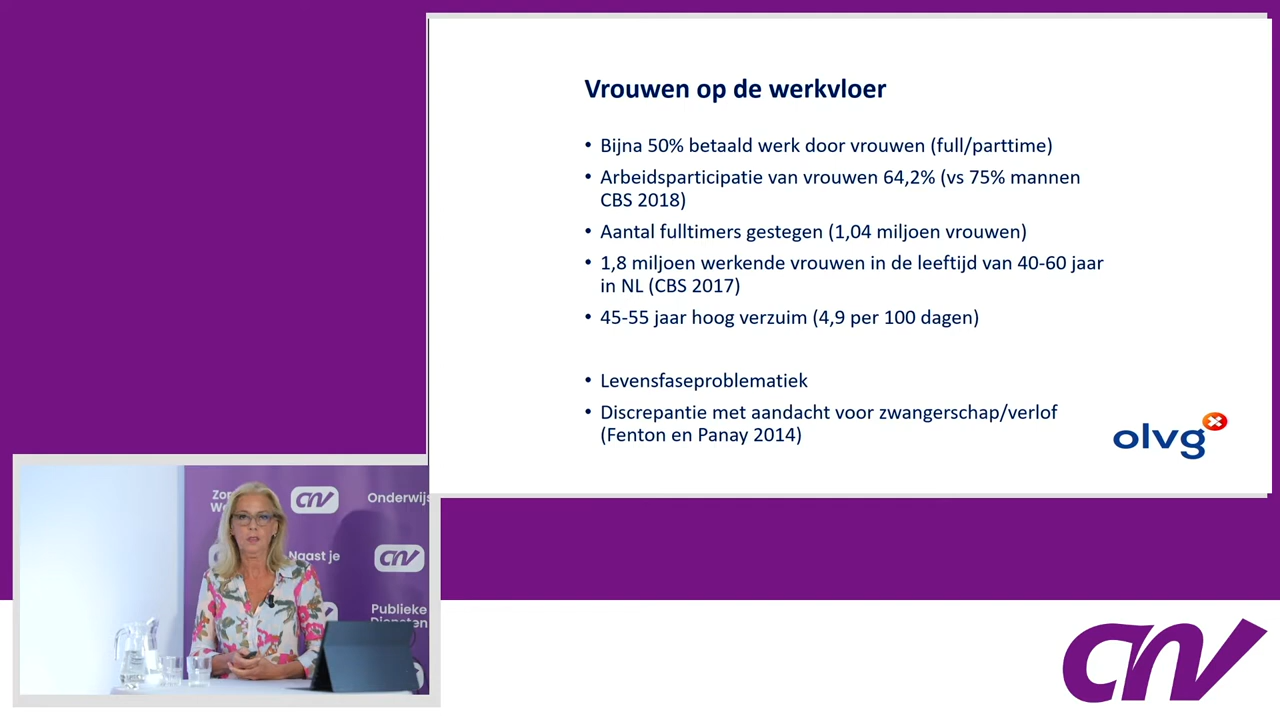 Vrouwen op de werkvloer
• Bijna 50% betaald werk door vrouwen (full/parttime)
• Arbeidsparticipatie van vrouwen 64,2% (vs 75% mannen
CBS 2018)
• Aantal fulltimers gestegen (1,04 miljoen vrouwen)
• 1,8 miljoen werkende vrouwen in de leeftijd van 40-60 jaar
in NL (CBS 2017)
• 45-55 jaar hoog verzuim (4,9 per 100 dagen)
• Levensfaseproblematiek
• Discrepantie met aandacht voor zwangerschap/verlof
(Fenton en Panay 2014)
olvg
CNV
Onderwijs
Naast je
CNV
Publieke
Diensten
CNV